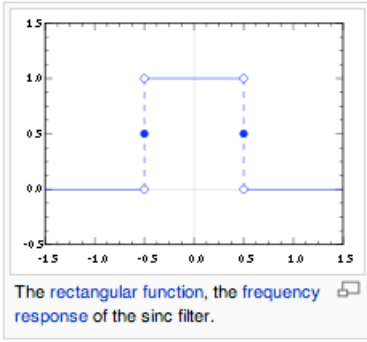 1.5
1.0
0.5
0.0
-0.5
-1.5 -1.0 -0.5 0.0 0.5 1.0 1.5
The rectangular function, the frequency
response of the sinc filter.